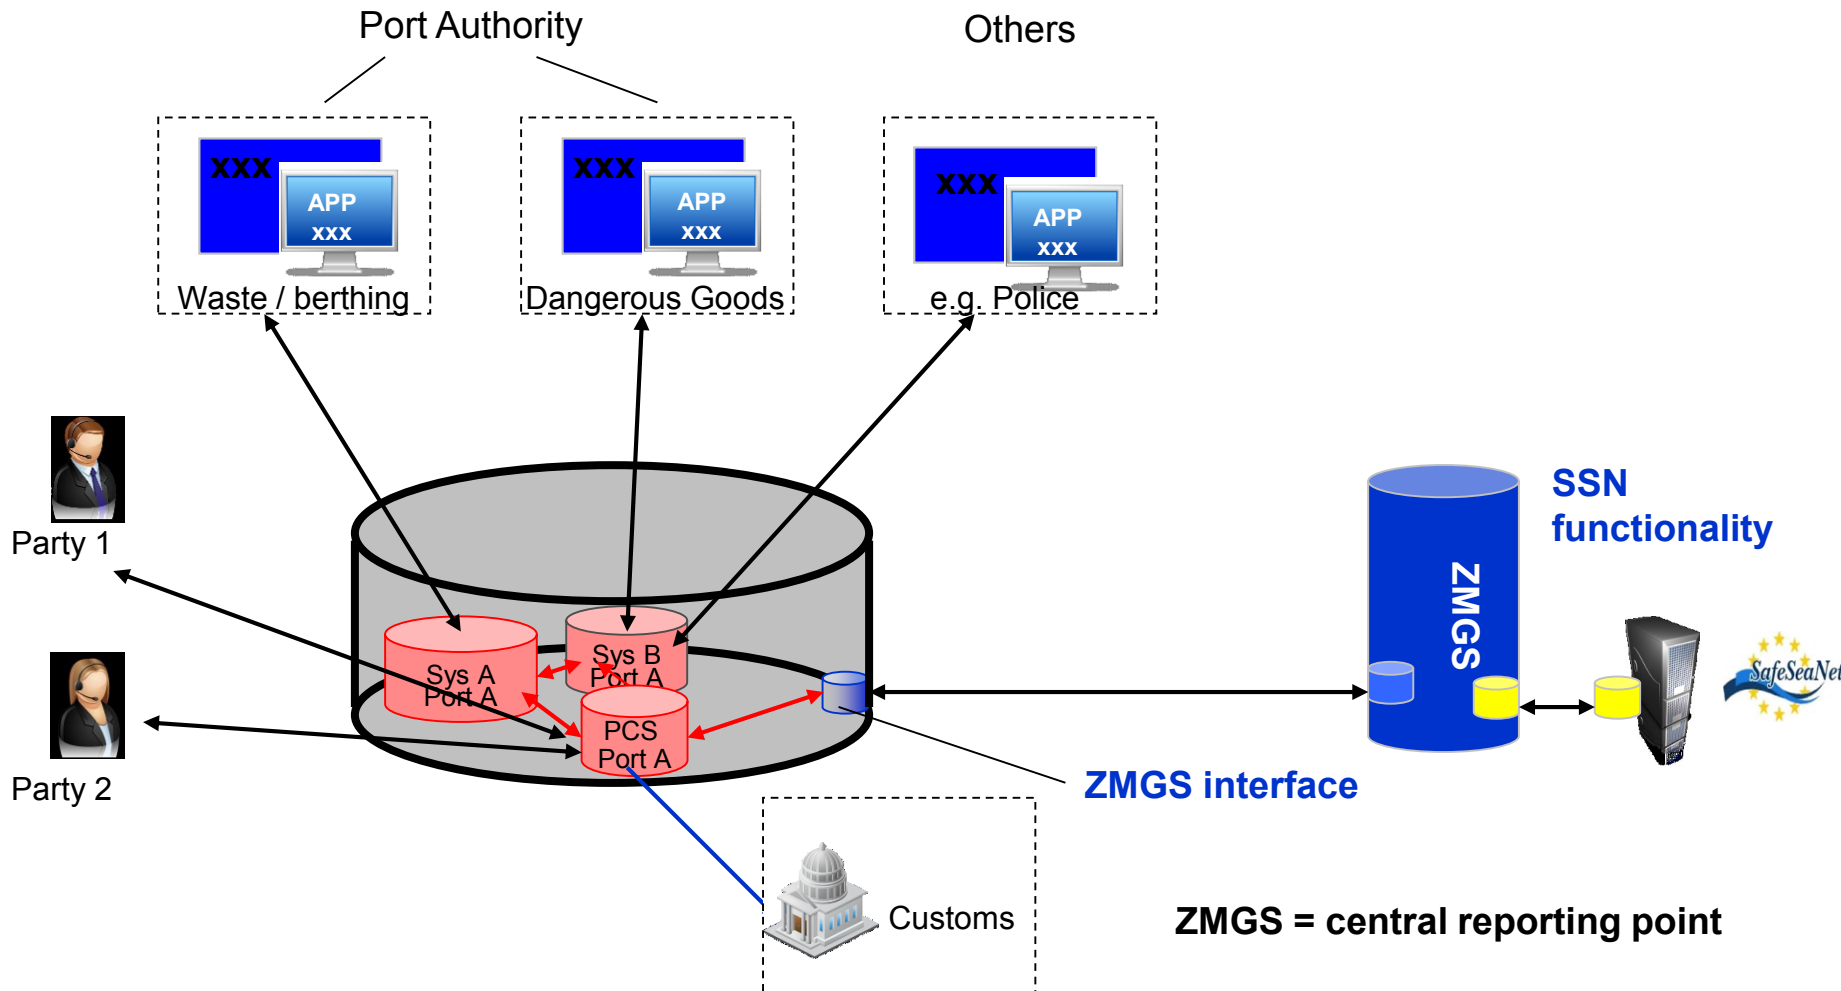 Port Authority
Others
xxx
APP
xxx
Waste / berthing
xxx
APP
xxx
Dangerous Goods
xxx
APP
xxx
e.g. Police
Party 1
Party 2
Sys A
Port A
Sys B
Port A
PCS
Port A
ZMGS interface
Customs
SSN
functionality
ZMGS
SafeSeaNet
ZMGS = central reporting point